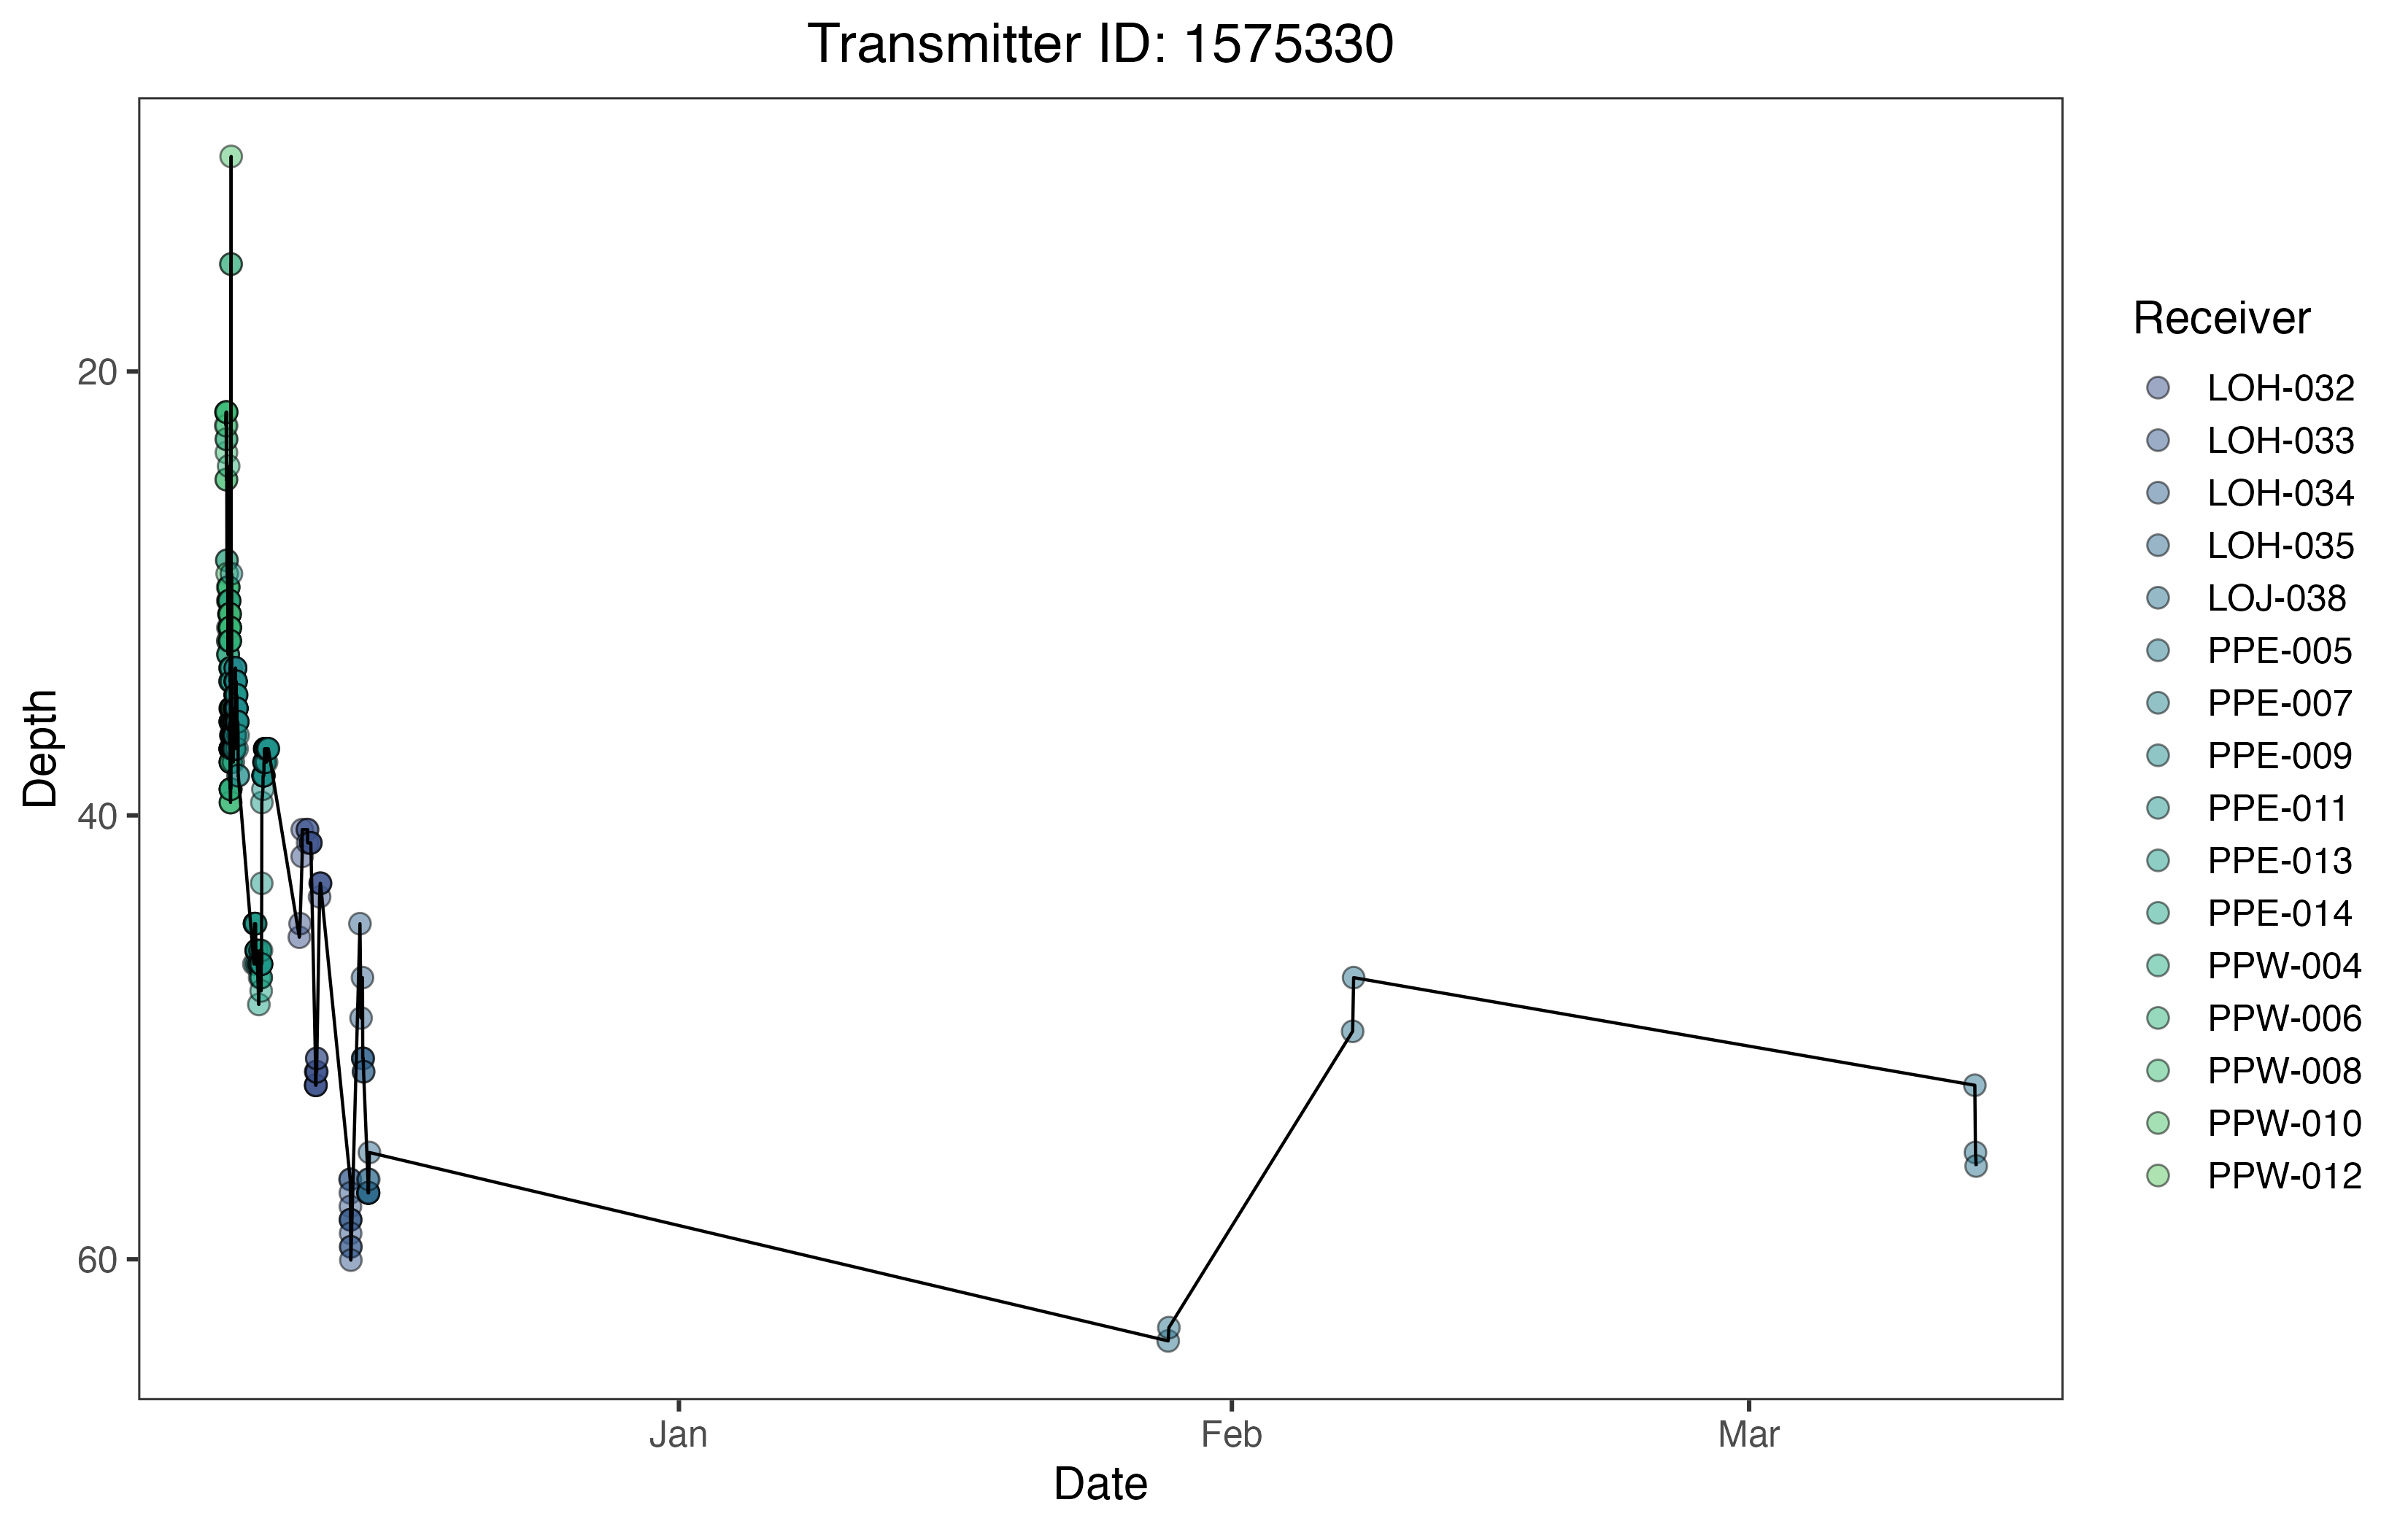 Transmitter ID: 1575330
Depth
20
40
60
Jan
Feb
Mar
Date
Receiver
LOH-032
LOH-033
LOH-034
LOH-035
LOJ-038
PPE-005
PPE-007
PPE-009
PPE-011
PPE-013
PPE-014
PPW-004
PPW-006
PPW-008
PPW-010
PPW-012